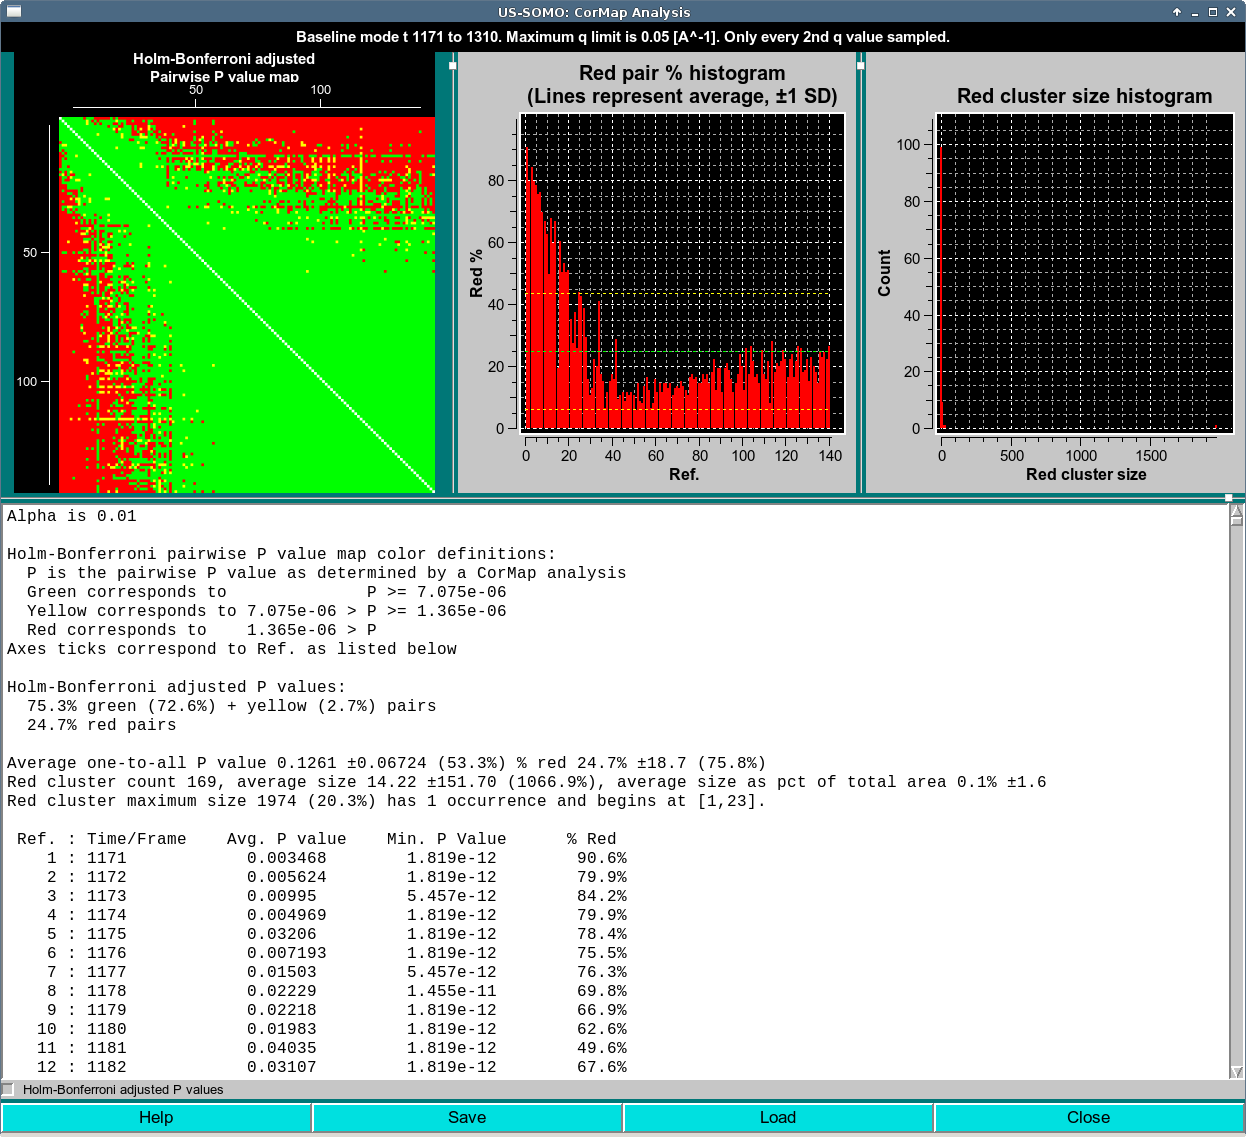 US-SOMO: CorMap Analysis
Baseline mode t 1171 to 1310. Maximum q limit is 0.05 [A^-1]. Only every 2nd q value sampled.
Holm-Bonferroni adjusted
Pairwise P value map
50 100
50
100
Red pair % histogram
(Lines represent average, ±1 SD)
Red %
80
60
40
20
0
0 20 40 60 80 100 120 140
Ref.
Red cluster size histogram
Count
100
80
60
40
20
0
0 500 1000 1500
Red cluster size
Alpha is 0.01
Holm-Bonferroni pairwise P value map color definitions:
P is the pairwise P value as determined by a CorMap analysis
Green corresponds to P >= 7.075e-06
Yellow corresponds to 7.075e-06 > P >= 1.365e-06
Red corresponds to 1.365e-06 > P
Axes ticks correspond to Ref. as listed below
Holm-Bonferroni adjusted P values:
75.3% green (72.6%) + yellow (2.7%) pairs
24.7% red pairs
Average one-to-all P value 0.1261 ±0.06724 (53.3%) % red 24.7% ±18.7 (75.8%)
Red cluster count 169, average size 14.22 ±151.70 (1066.9%), average size as pct of total area 0.1% ±1.6
Red cluster maximum size 1974 (20.3%) has 1 occurrence and begins at [1,23].
Ref. : Time/Frame Avg. P value Min. P Value % Red
1 : 1171 0.003468 1.819e-12 90.6%
2 : 1172 0.005624 1.819e-12 79.9%
3 : 1173 0.00995 5.457e-12 84.2%
4 : 1174 0.004969 1.819e-12 79.9%
5 : 1175 0.03206 1.819e-12 78.4%
6 : 1176 0.007193 1.819e-12 75.5%
7 : 1177 0.01503 5.457e-12 76.3%
8 : 1178 0.02229 1.455e-11 69.8%
9 : 1179 0.02218 1.819e-12 66.9%
10 : 1180 0.01983 1.819e-12 62.6%
11 : 1181 0.04035 1.819e-12 49.6%
12 : 1182 0.03107 1.819e-12 67.6%
Holm-Bonferroni adjusted P values
Help Save Load Close